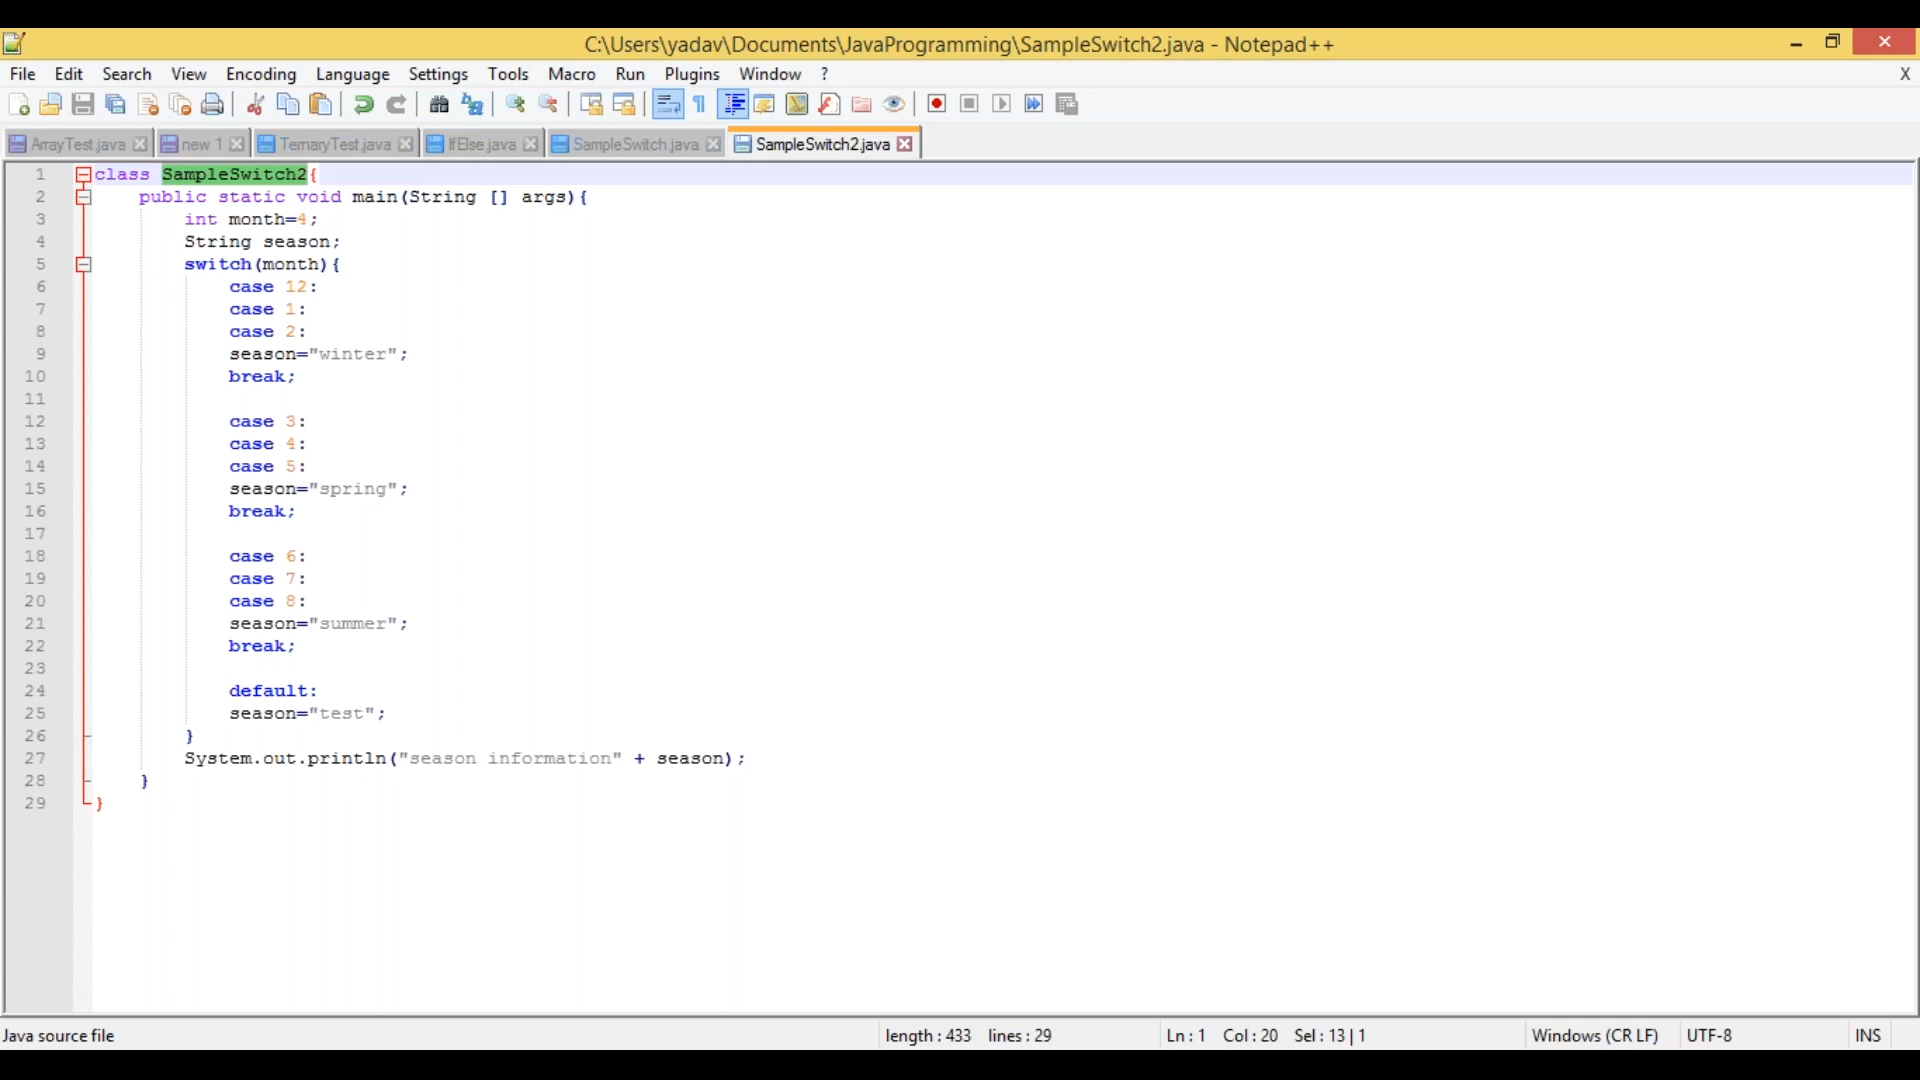 C:\Users\yadav\Documents\JavaProgramming\SampleSwitch2.java - Notepad++
File Edit Search View Encoding Language Settings Tools Macro Run Plugins Window ? X
ArrayTest.java new 1 TernaryTest.java IfElse.java SampleSwitch.java SampleSwitch2.java
1 class SampleSwitch2{
2 public static void main(String [] args){
3 int month=4;
4 String season;
5 switch(month){
6 case 12:
7 case 1:
8 case 2:
9 season="winter";
10 break;
11
12 case 3:
13 case 4:
14 case 5:
15 season="spring";
16 break;
17
18 case 6:
19 case 7:
20 case 8:
21 season="summer";
22 break;
23
24 default:
25 season="test";
26 }
27 System.out.println("season information" + season);
28 }
29 }
Java source file length : 433 lines : 29 Ln : 1 Col : 20 Sel : 13 | 1 Windows (CR LF) UTF-8 INS